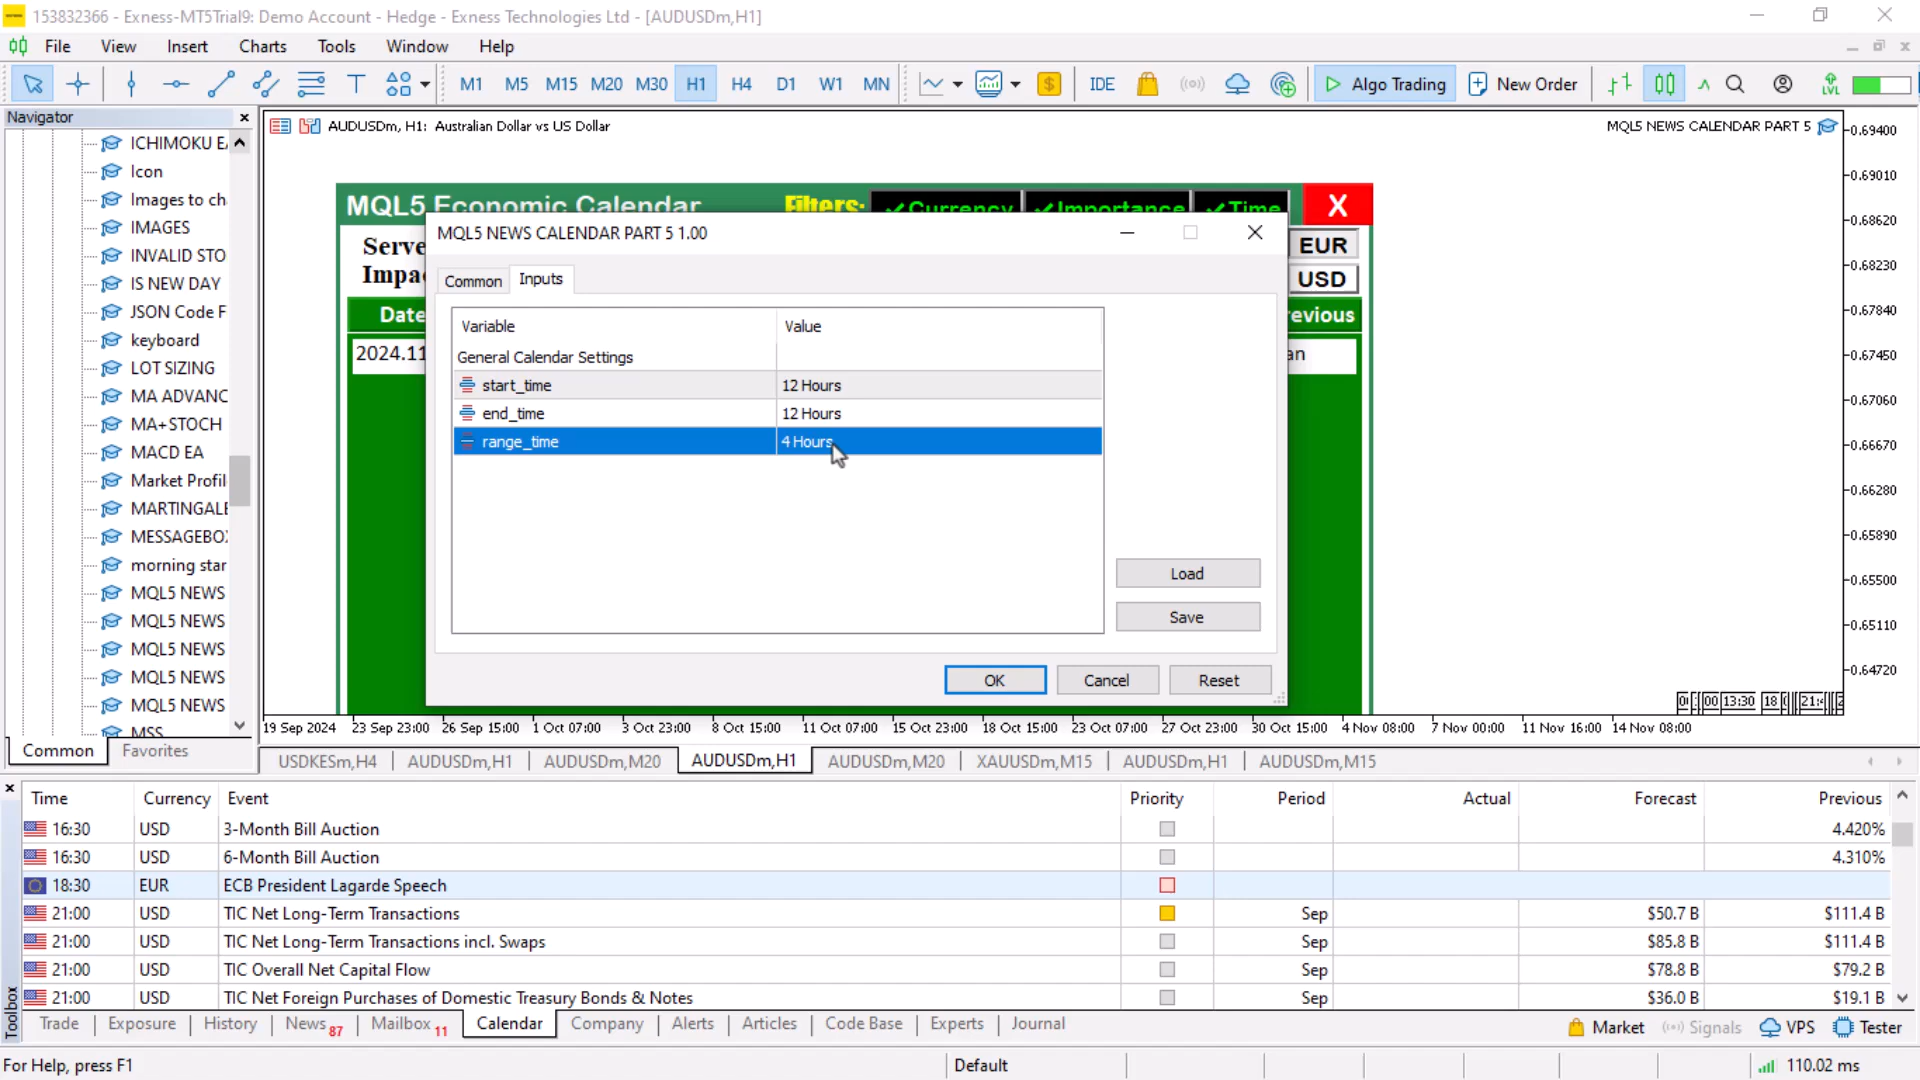 153832366 - Exness-MT5Trial9: Demo Account - Hedge - Exness Technologies Ltd - [AUDUSDm,H1]
File View Insert Charts Tools Window Help
M1 M5 M15 M20 M30 H1 H4 D1 W1 MN IDE Algo Trading New Order LVL
Navigator
ICHIMOKU E
Icon
Images to ch
IMAGES
INVALID STO
IS NEW DAY
JSON Code F
keyboard
LOT SIZING
MA ADVANC
MA+STOCH
MACD EA
Market Profil
MARTINGALE
MESSAGEBO
morning star
MQL5 NEWS
MQL5 NEWS
MQL5 NEWS
MQL5 NEWS
MQL5 NEWS
MSS
Common Favorites
AUDUSDm, H1: Australian Dollar vs US Dollar
MQL5 NEWS CALENDAR PART 5
MQL5 Economic Calendar Filters: Currency Importance Time X
Serve
Impa
EUR
USD
Date
evious
2024.11
an
MQL5 NEWS CALENDAR PART 5 1.00
Common Inputs
Variable Value
General Calendar Settings
start_time 12 Hours
end_time 12 Hours
range_time 4 Hours
Load
Save
OK Cancel Reset
0.69400
0.69010
0.68620
0.68230
0.67840
0.67450
0.67060
0.66670
0.66280
0.65890
0.65500
0.65110
0.64720
00 13:30 18 21:
19 Sep 2024 23 Sep 23:00 26 Sep 15:00 1 Oct 07:00 3 Oct 23:00 8 Oct 15:00 11 Oct 07:00 15 Oct 23:00 18 Oct 15:00 23 Oct 07:00 27 Oct 23:00 30 Oct 15:00 4 Nov 08:00 7 Nov 00:00 11 Nov 16:00 14 Nov 08:00
USDKESm,H4 AUDUSDm,H1 AUDUSDm,M20 AUDUSDm,H1 AUDUSDm,M20 XAUUSDm,M15 AUDUSDm,H1 AUDUSDm,M15
Time Currency Event Priority Period Actual Forecast Previous
16:30 USD 3-Month Bill Auction 4.420%
16:30 USD 6-Month Bill Auction 4.310%
18:30 EUR ECB President Lagarde Speech
21:00 USD TIC Net Long-Term Transactions Sep $50.7 B $111.4 B
21:00 USD TIC Net Long-Term Transactions incl. Swaps Sep $85.8 B $111.4 B
21:00 USD TIC Overall Net Capital Flow Sep $78.8 B $79.2 B
21:00 USD TIC Net Foreign Purchases of Domestic Treasury Bonds & Notes Sep $36.0 B $19.1 B
Toolbox
Trade Exposure History News 87 Mailbox 11 Calendar Company Alerts Articles Code Base Experts Journal Market Signals VPS Tester
For Help, press F1 Default 110.02 ms